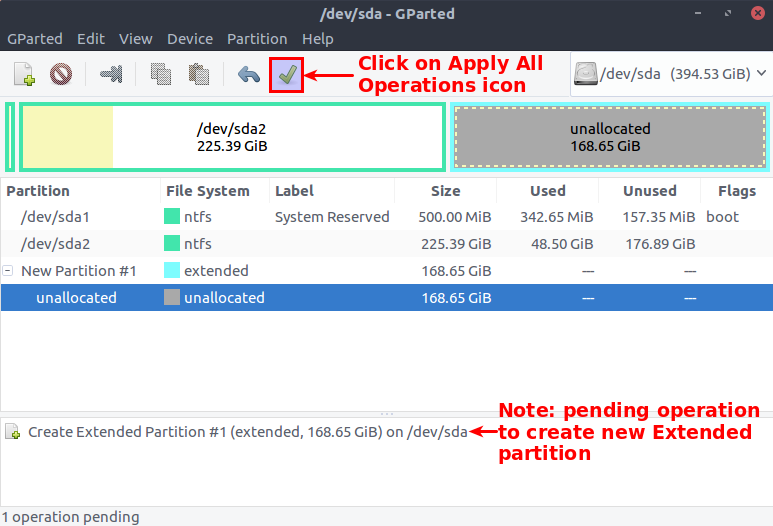 /dev/sda - GParted
GParted Edit View Device Partition Help
Click on Apply All
Operations icon
/dev/sda (394.53 GiB)
/dev/sda2
225.39 GiB
unallocated
168.65 GiB
Partition File System Label Size Used Unused Flags
/dev/sda1 ntfs System Reserved 500.00 MiB 342.65 MiB 157.35 MiB boot
/dev/sda2 ntfs 225.39 GiB 48.50 GiB 176.89 GiB
New Partition #1 extended 168.65 GiB --- ---
unallocated unallocated 168.65 GiB --- ---
Note: pending operation
to create new Extended
partition
Create Extended Partition #1 (extended, 168.65 GiB) on /dev/sda
1 operation pending